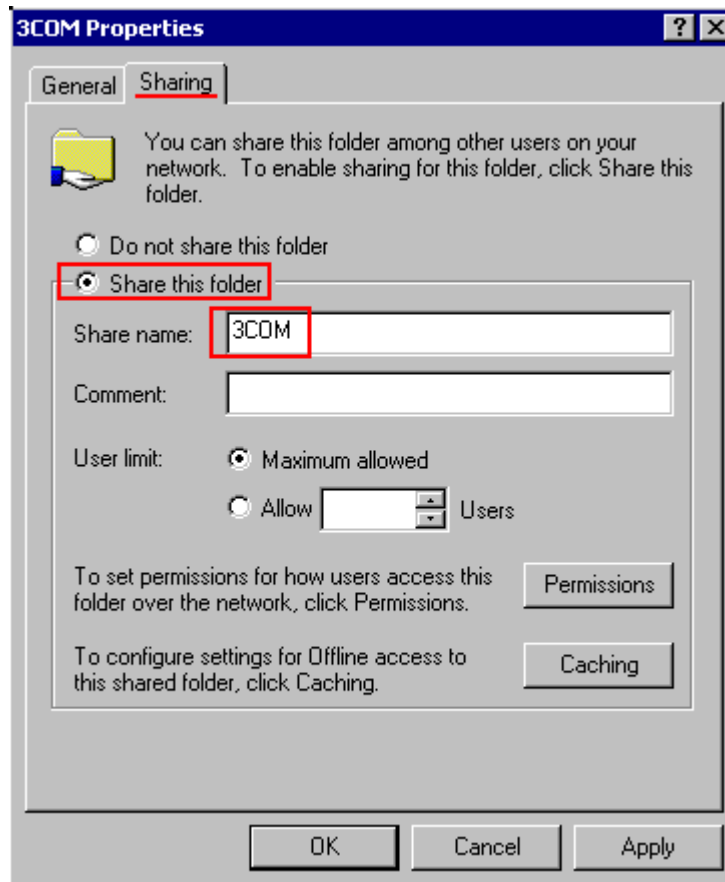 3COM Properties
General
Sharing
You can share this folder among other users on your
network. To enable sharing for this folder, click Share this
folder.
Do not share this folder
Share this folder
Share name:
3COM
Comment:
User limit:
Maximum allowed
Allow
Users
To set permissions for how users access this
folder over the network, click Permissions.
Permissions
To configure settings for Offline access to
this shared folder, click Caching.
Caching
OK
Cancel
Apply